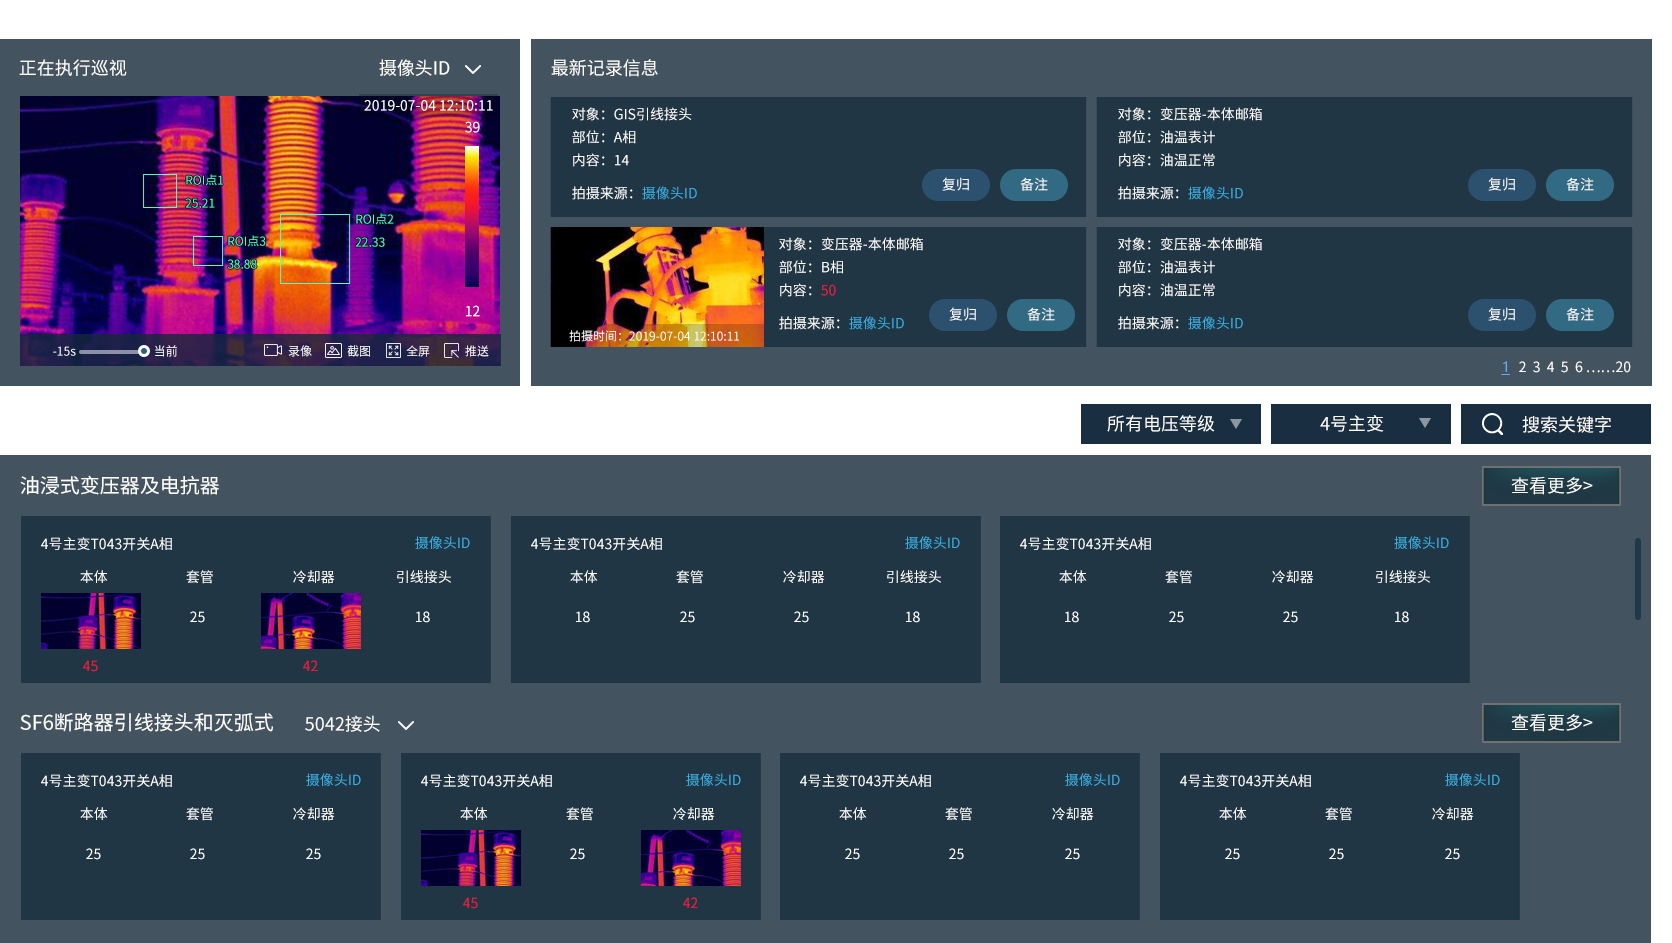 正在执行巡视
摄像头ID
2019-07-04 12:10:11
39
ROI点1
25.21
ROI点2
22.33
ROI点3
38.88
12
-15s
当前
录像
截图
全屏
推送
最新记录信息
对象：GIS引线接头
部位：A相
内容：14
拍摄来源：摄像头ID
复归
备注
对象：变压器-本体邮箱
部位：油温表计
内容：油温正常
拍摄来源：摄像头ID
复归
备注
拍摄时间：2019-07-04 12:10:11
对象：变压器-本体邮箱
部位：B相
内容：50
拍摄来源：摄像头ID
复归
备注
对象：变压器-本体邮箱
部位：油温表计
内容：油温正常
拍摄来源：摄像头ID
复归
备注
1 2 3 4 5 6……20
所有电压等级
4号主变
搜索关键字
油浸式变压器及电抗器
查看更多>
4号主变T043开关A相 摄像头ID
本体 套管 冷却器 引线接头
25 18
45 42
4号主变T043开关A相 摄像头ID
本体 套管 冷却器 引线接头
18 25 25 18
4号主变T043开关A相 摄像头ID
本体 套管 冷却器 引线接头
18 25 25 18
SF6断路器引线接头和灭弧式
5042接头
查看更多>
4号主变T043开关A相 摄像头ID
本体 套管 冷却器
25 25 25
4号主变T043开关A相 摄像头ID
本体 套管 冷却器
25
45 42
4号主变T043开关A相 摄像头ID
本体 套管 冷却器
25 25 25
4号主变T043开关A相 摄像头ID
本体 套管 冷却器
25 25 25